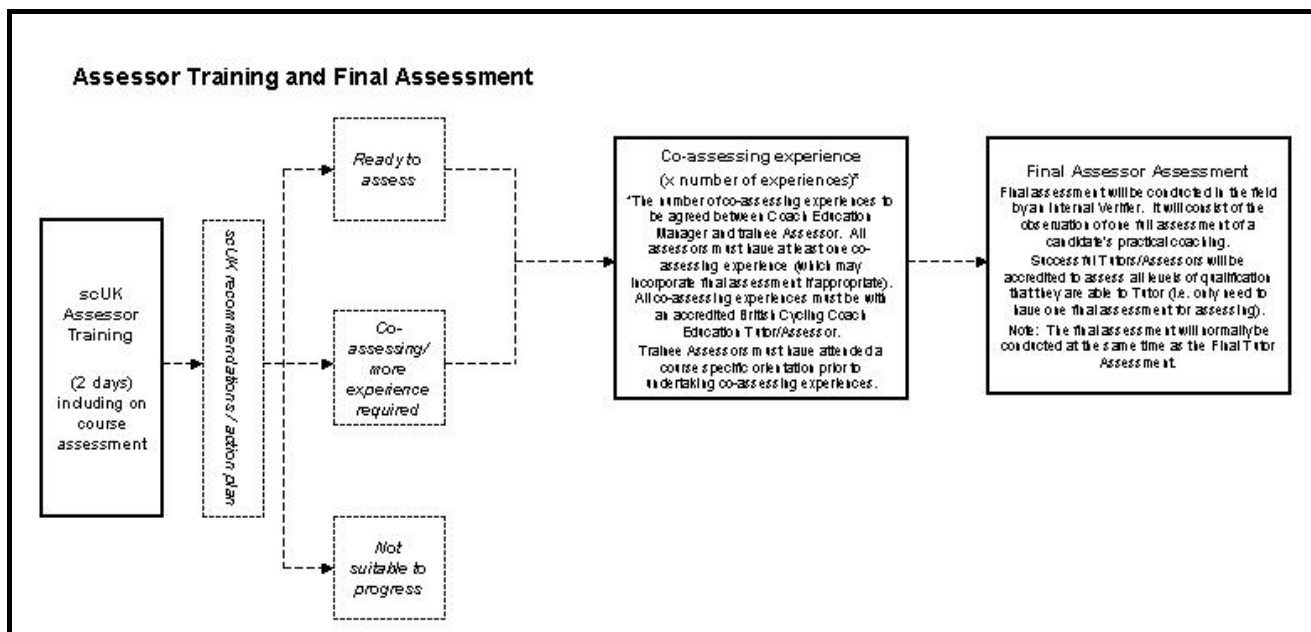 Assessor Training and Final Assessment
scUK
Assessor
Training
(2 days)
including on
course
assessment
scUK recommendations / action plan
Ready to
assess
Co-
assessing/
more
experience
required
Not
suitable to
progress
Co-assessing experience
(x number of experiences)*
*The number of co-assessing experiences to
be agreed between Coach Education
Manager and trainee Assessor. All
assessors must have at least one co-
assessing experience (which may
incorporate final assessment if appropriate).
All co-assessing experiences must be with
an accredited British Cycling Coach
Education Tutor/Assessor.
Trainee Assessors must have attended a
course specific orientation prior to
undertaking co-assessing experiences.
Final Assessor Assessment
Final assessment will be conducted in the field
by an Internal Verifier. It will consist of the
observation of one full assessment of a
candidate's practical coaching.
Successful Tutors/Assessors will be
accredited to assess all levels of qualification
that they are able to Tutor (i.e. only need to
have one final assessment for assessing).
Note: The final assessment will normally be
conducted at the same time as the Final Tutor
Assessment.